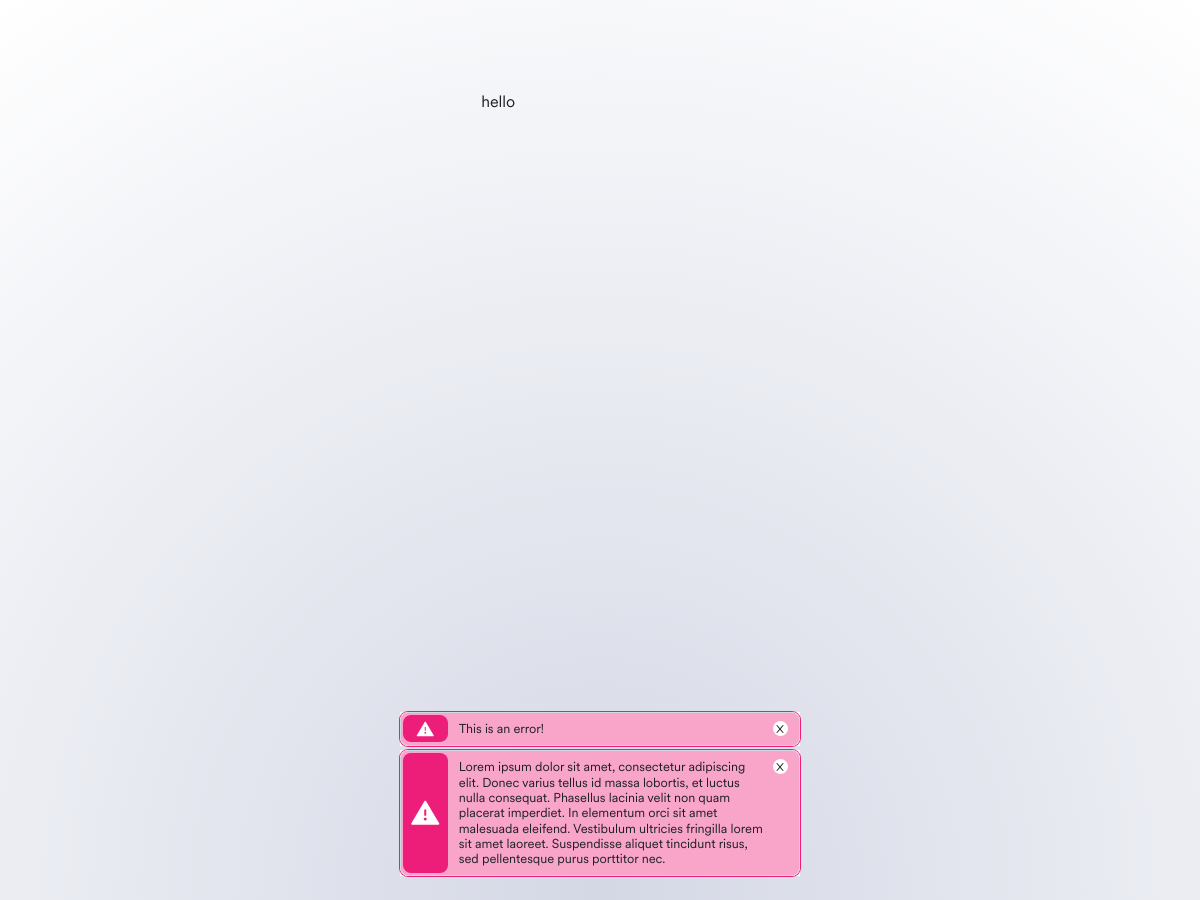 hello
This is an error!
X
Lorem ipsum dolor sit amet, consectetur adipiscing
X
elit. Donec varius tellus id massa lobortis, et luctus
nulla consequat. Phasellus lacinia velit non quam
placerat imperdiet. In elementum orci sit amet
malesuada eleifend. Vestibulum ultricies fringilla lorem
sit amet laoreet. Suspendisse aliquet tincidunt risus,
sed pellentesque purus porttitor nec.